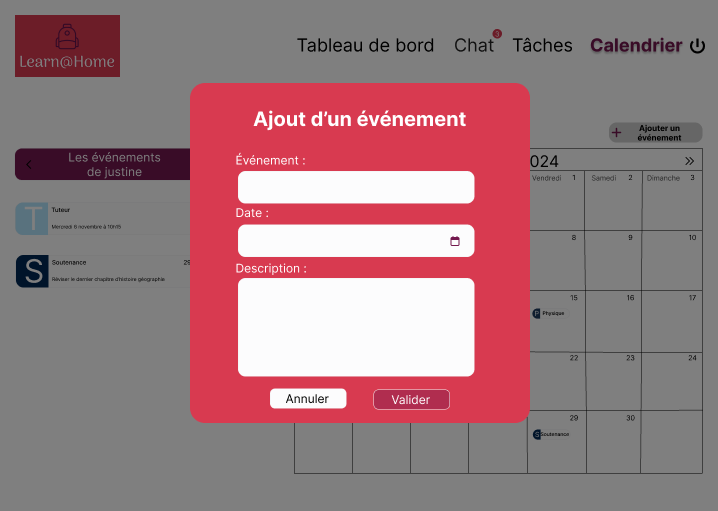 Learn@Home
Tableau de bord
Chat
3
Tâches
Calendrier
Ajouter un
événement
Les événements
de justine
T
Tuteur
Mercredi 6 novembre à 10h15
S
Soutenance
29
Réviser le dernier chapitre d'histoire géographie
Ajout d'un événement
Événement :
Date :
Description :
Annuler
Valider
024
Vendredi 1
Samedi 2
Dimanche 3
8
9
10
15
16
17
P Physique
22
23
24
29
30
S Soutenance